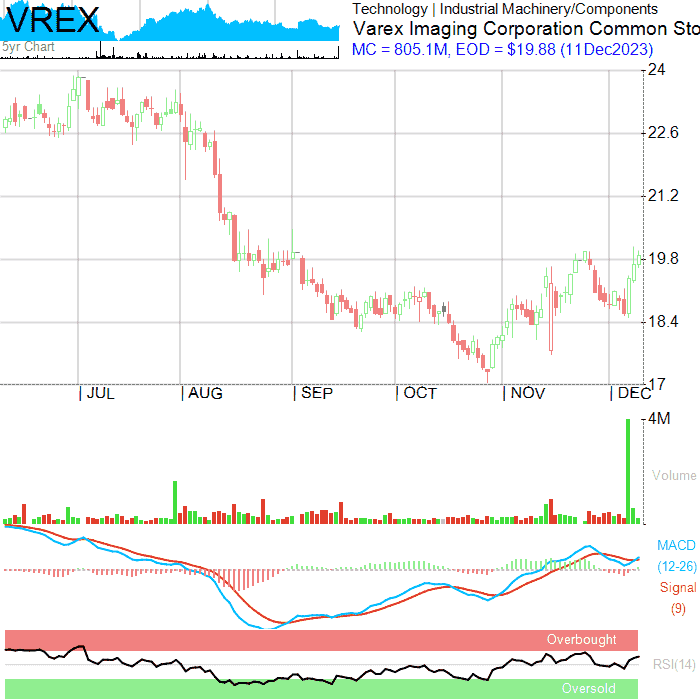 VREX
5yr Chart
Technology | Industrial Machinery/Components
Varex Imaging Corporation Common Sto
MC = 805.1M, EOD = $19.88 (11Dec2023)
24
22.6
21.2
19.8
18.4
17
JUL AUG SEP OCT NOV DEC
4M
Volume
MACD
(12-26)
Signal
(9)
Overbought
RSI(14)
Oversold